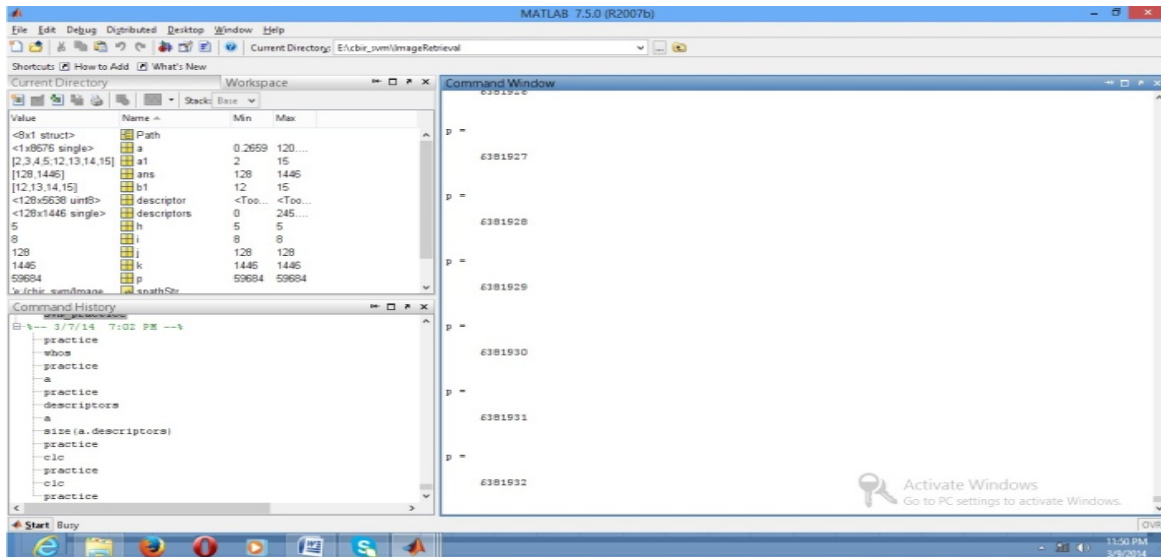 MATLAB 7.5.0 (R2007b)
File Edit Debug Distributed Desktop Window Help
Current Directory: E:\cbir_svm\ImageRetrieval
Shortcuts How to Add What's New
Current Directory Workspace
Stack: Base
Value Name Min Max
<8x1 struct> Path
<1x8676 single> a 0.2659 120....
[2,3,4,5;12,13,14,15] a1 2 15
[128,1446] ans 128 1446
[12,13,14,15] b1 12 15
<128x5638 uint8> descriptor <Too... <Too...
<128x1446 single> descriptors 0 245....
5 h 5 5
8 i 8 8
128 j 128 128
1446 k 1446 1446
59684 p 59684 59684
'e:/cbir_svm/Image spathStr
Command History
svm_practice
%-- 3/7/14 7:02 PM --%
practice
whos
practice
a
practice
descriptors
a
size(a.descriptors)
practice
clc
practice
clc
practice
Command Window
6381926
p =
6381927
p =
6381928
p =
6381929
p =
6381930
p =
6381931
p =
6381932
Activate Windows
Go to PC settings to activate Windows.
Start Busy
OVR
11:50 PM
3/9/2014